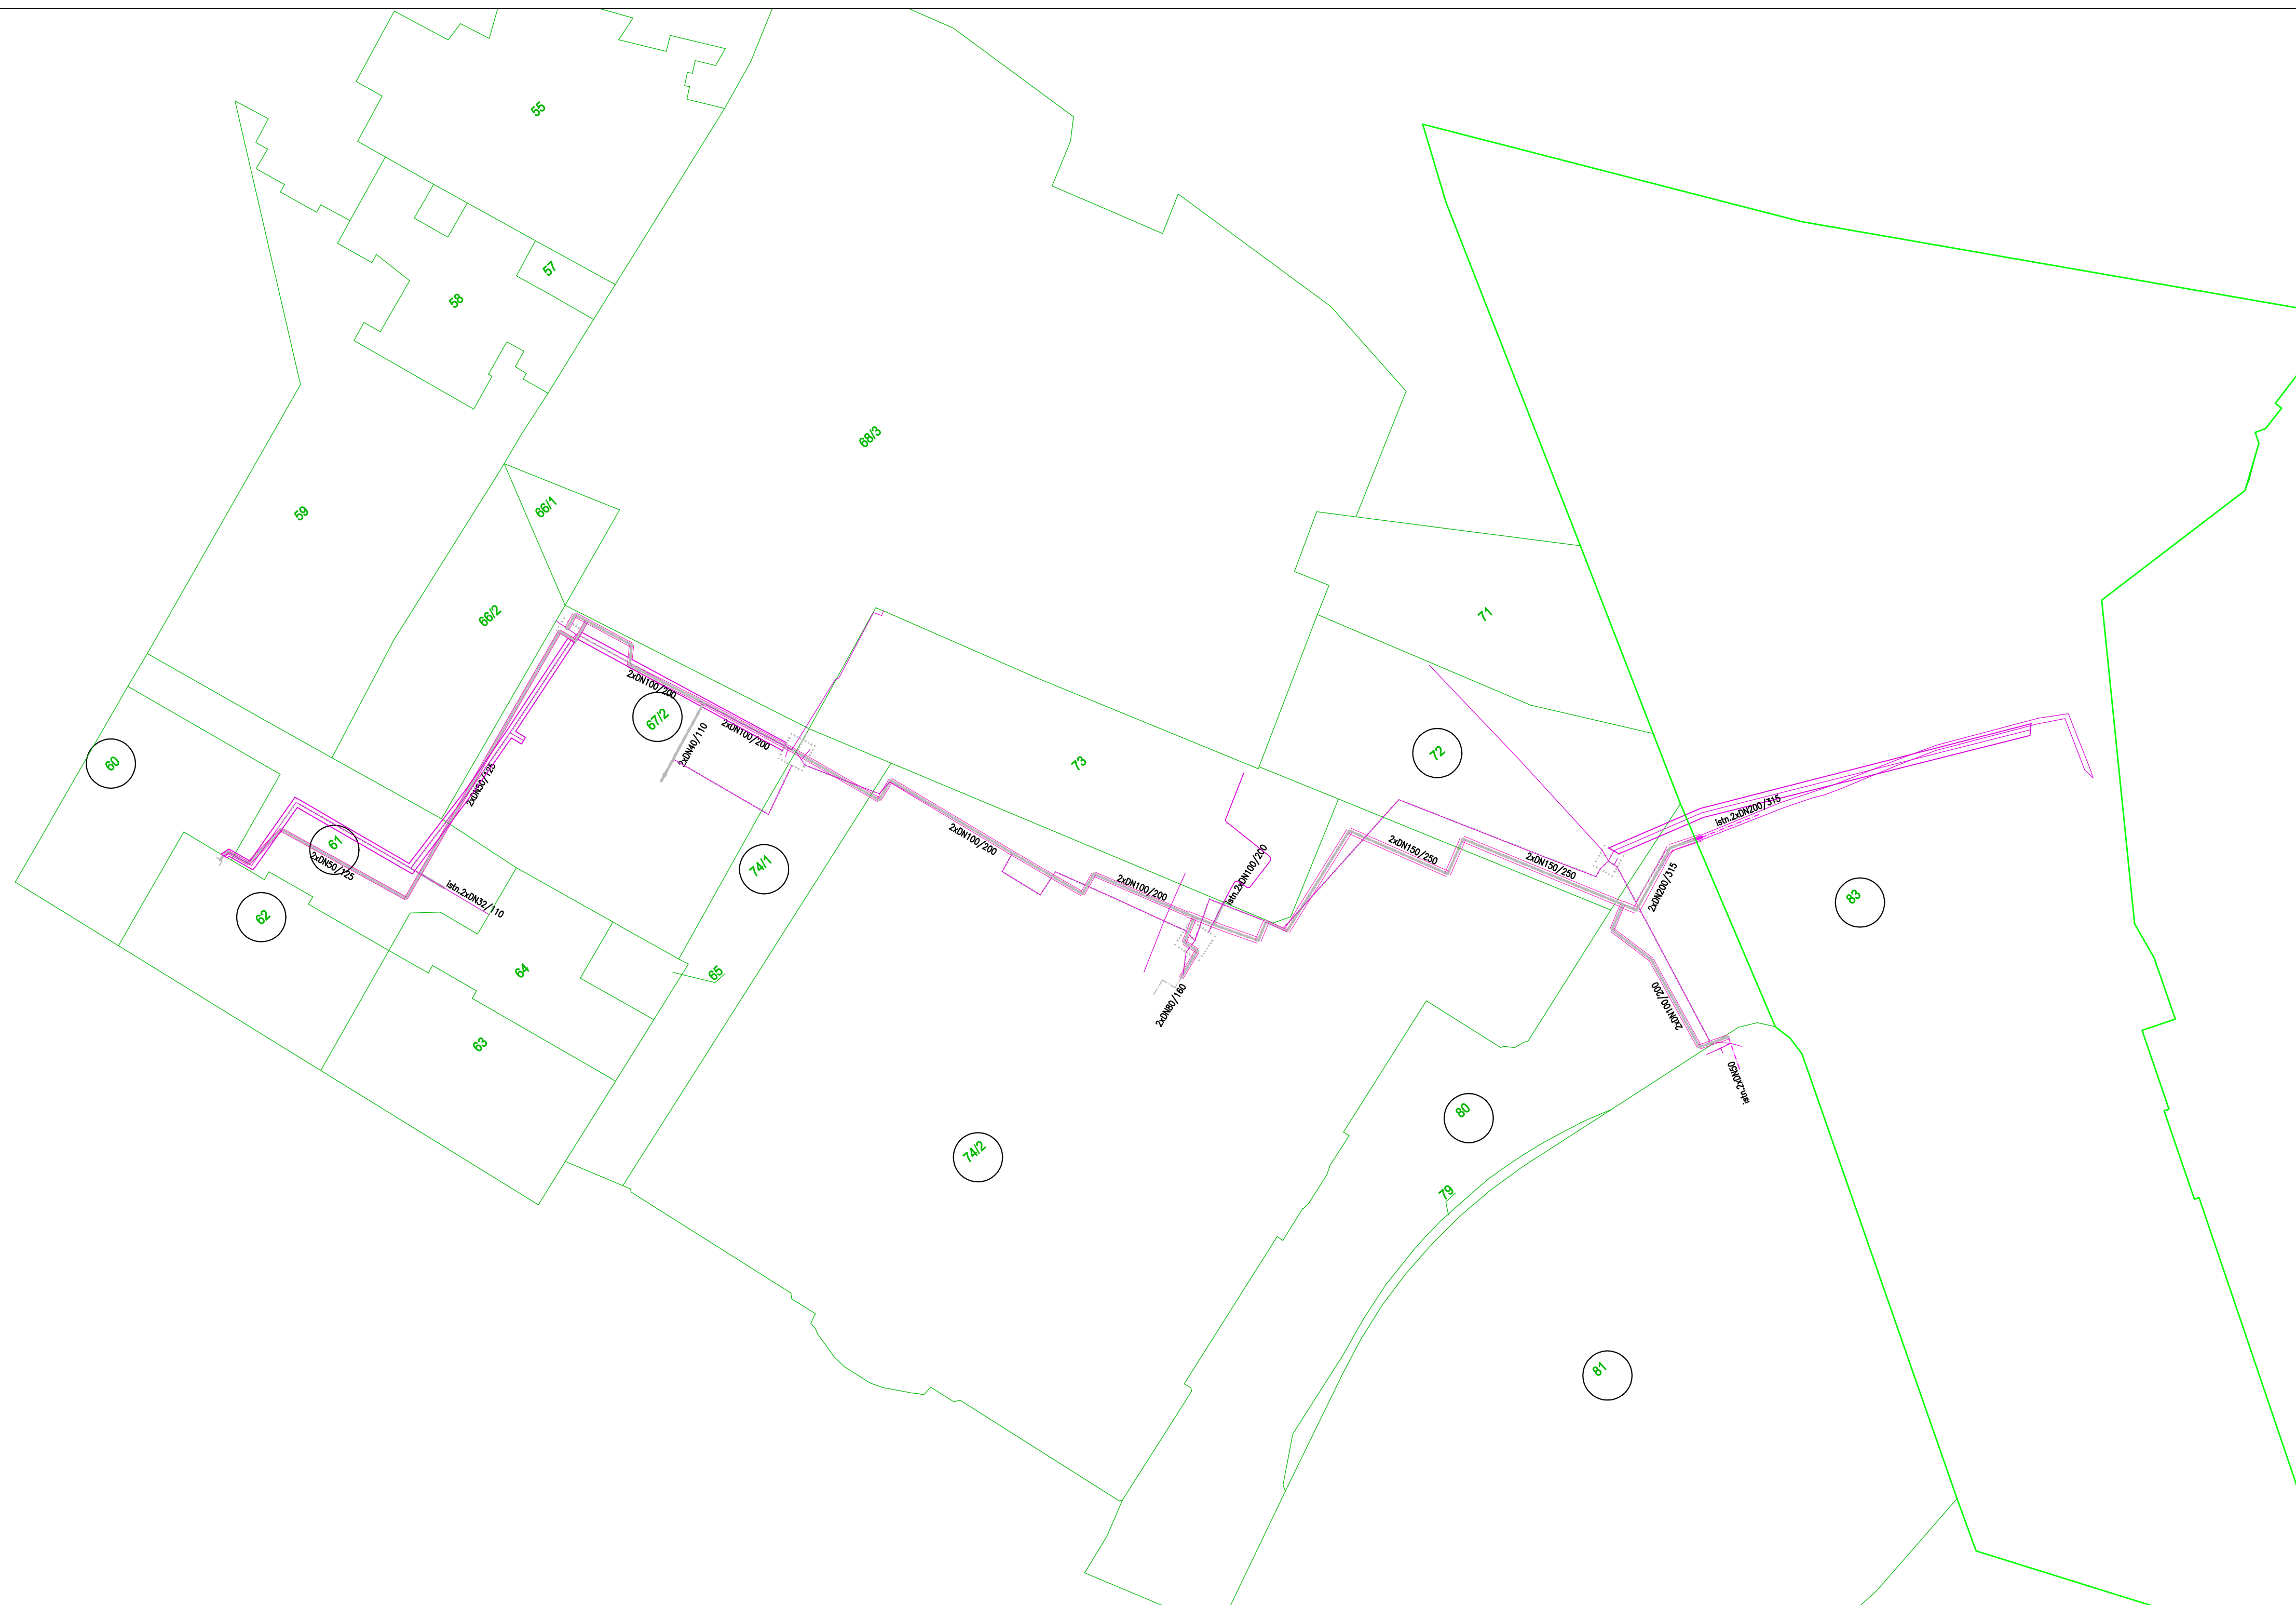 55
57
58
68/3
59
66/1
66/2
71
2xDN100/200
67/2
2xDN100/200
2xDN40/110
72
73
60
2xDN50/125
istn.2xDN200/315
61
2xDN50/125
2xDN100/200
2xDN150/250
2xDN150/250
74/1
istn.2xDN100/200
2xDN100/200
2xDN200/315
83
istn.2xDN32/110
62
64
65
2xDN80/160
2xDN100/200
63
istn.2xDN50
80
74/2
79
81